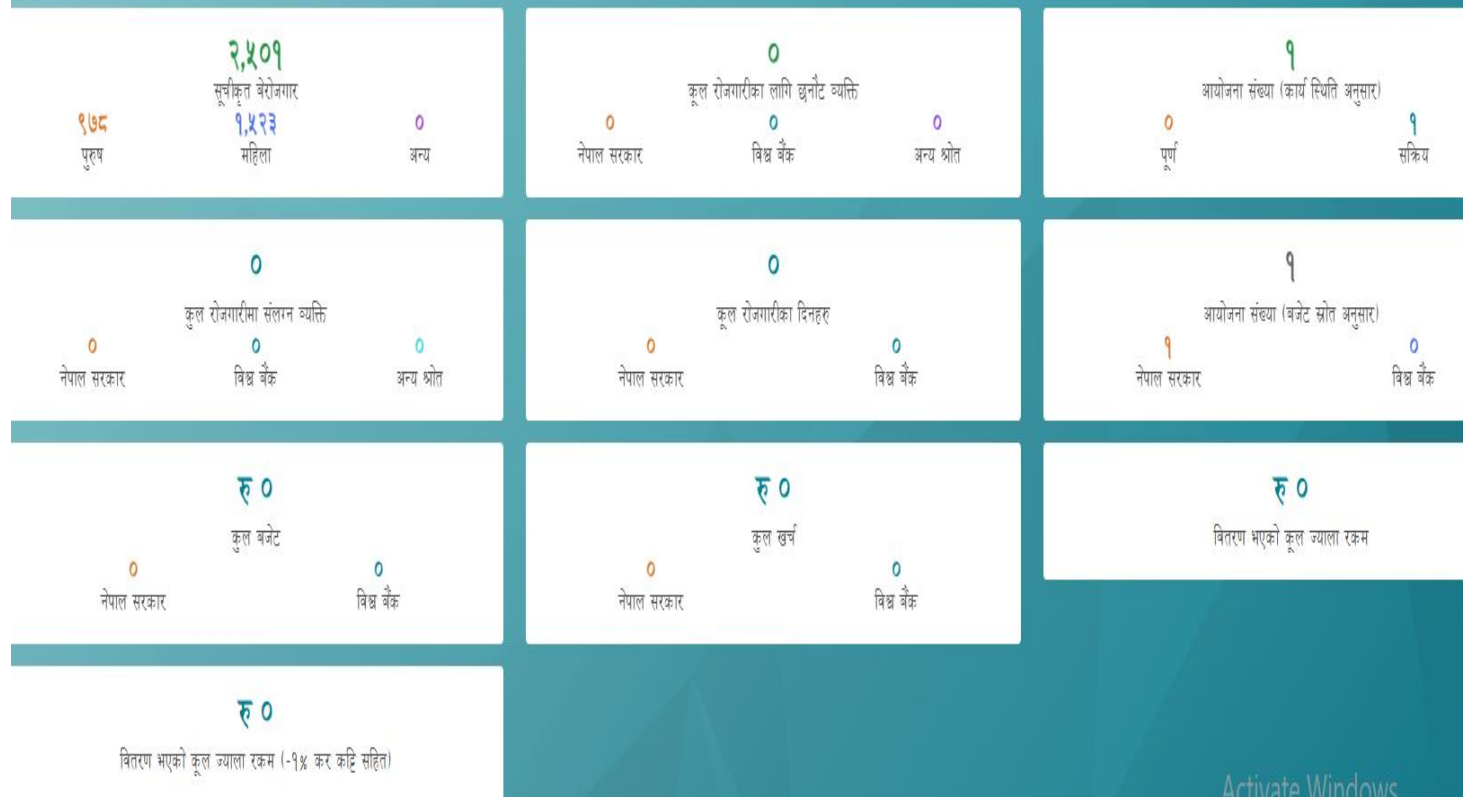 २,५०१
सूचीकृत बेरोजगार
९७८ १,५२३ ०
पुरुष महिला अन्य
०
कूल रोजगारीका लागि छनौट व्यक्ति
० ० ०
नेपाल सरकार विश्व बैंक अन्य श्रोत
१
आयोजना संख्या (कार्य स्थिति अनुसार)
० १
पूर्ण सक्रिय
०
कुल रोजगारीमा संलग्न व्यक्ति
० ० ०
नेपाल सरकार विश्व बैंक अन्य श्रोत
०
कूल रोजगारीका दिनहरु
० ०
नेपाल सरकार विश्व बैंक
१
आयोजना संख्या (बजेट स्रोत अनुसार)
१ ०
नेपाल सरकार विश्व बैंक
रु ०
कुल बजेट
० ०
नेपाल सरकार विश्व बैंक
रु ०
कुल खर्च
० ०
नेपाल सरकार विश्व बैंक
रु ०
वितरण भएको कूल ज्याला रकम
रु ०
वितरण भएको कूल ज्याला रकम (-१% कर कट्टि सहित)
Activate Windows